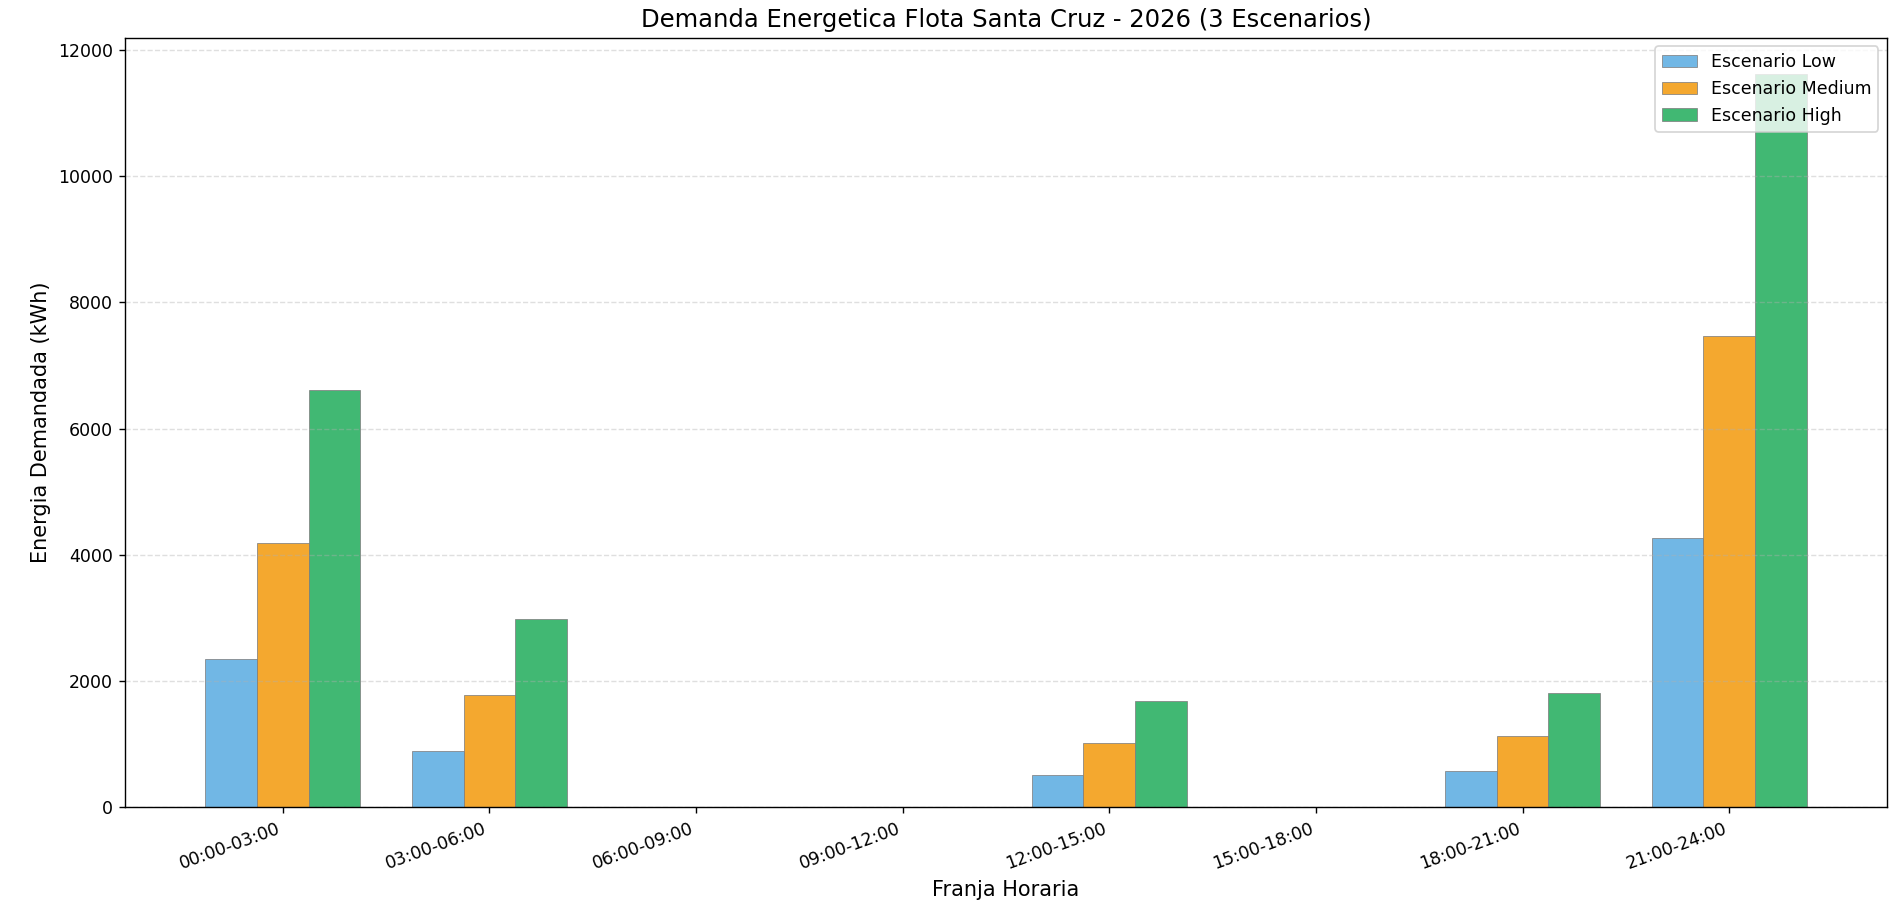 Demanda Energetica Flota Santa Cruz - 2026 (3 Escenarios)
Escenario Low
Escenario Medium
Escenario High
Energia Demandada (kWh)
12000
10000
8000
6000
4000
2000
0
00:00-03:00
03:00-06:00
06:00-09:00
09:00-12:00
12:00-15:00
15:00-18:00
18:00-21:00
21:00-24:00
Franja Horaria